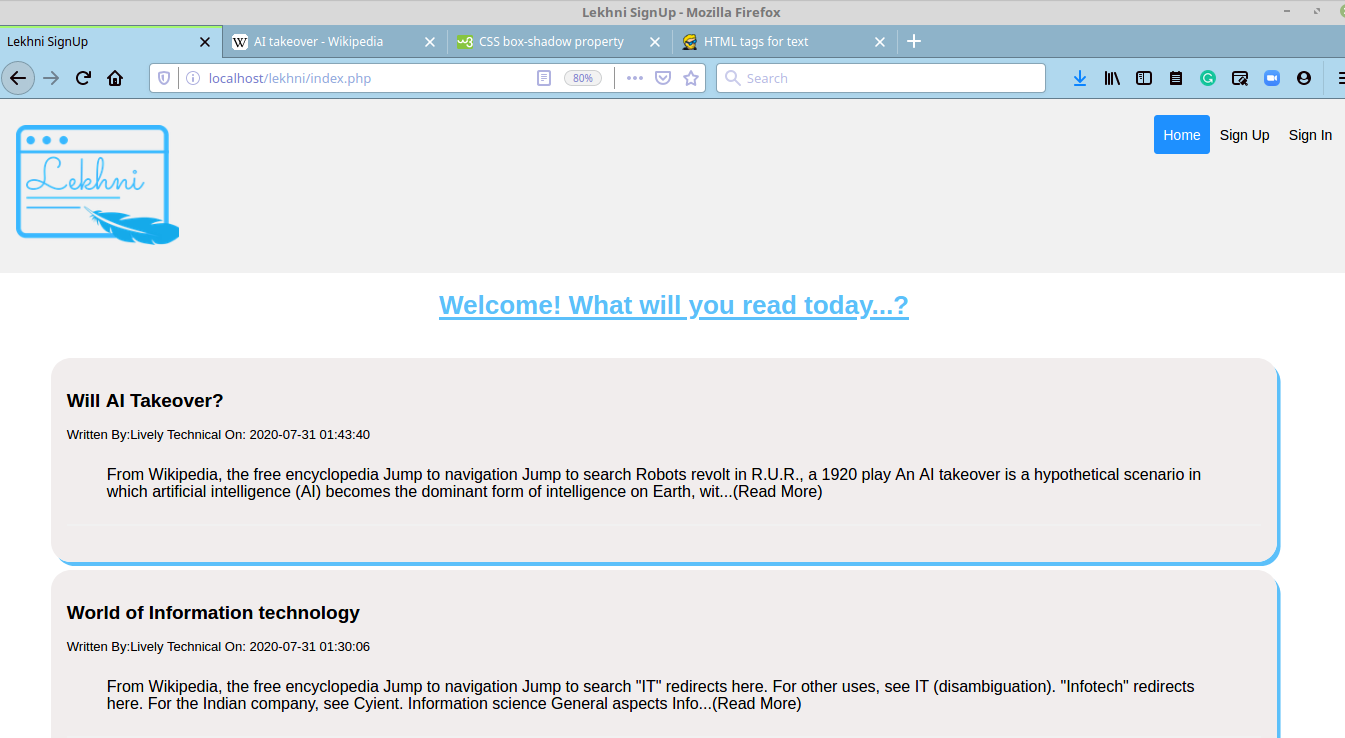 Lekhni SignUp - Mozilla Firefox
Lekhni SignUp
W AI takeover - Wikipedia
w3 CSS box-shadow property
HTML tags for text
localhost/lekhni/index.php
80%
Search
Lekhni
Home
Sign Up
Sign In
Welcome! What will you read today...?
Will AI Takeover?
Written By:Lively Technical On: 2020-07-31 01:43:40
From Wikipedia, the free encyclopedia Jump to navigation Jump to search Robots revolt in R.U.R., a 1920 play An AI takeover is a hypothetical scenario in
which artificial intelligence (AI) becomes the dominant form of intelligence on Earth, wit...(Read More)
World of Information technology
Written By:Lively Technical On: 2020-07-31 01:30:06
From Wikipedia, the free encyclopedia Jump to navigation Jump to search "IT" redirects here. For other uses, see IT (disambiguation). "Infotech" redirects
here. For the Indian company, see Cyient. Information science General aspects Info...(Read More)